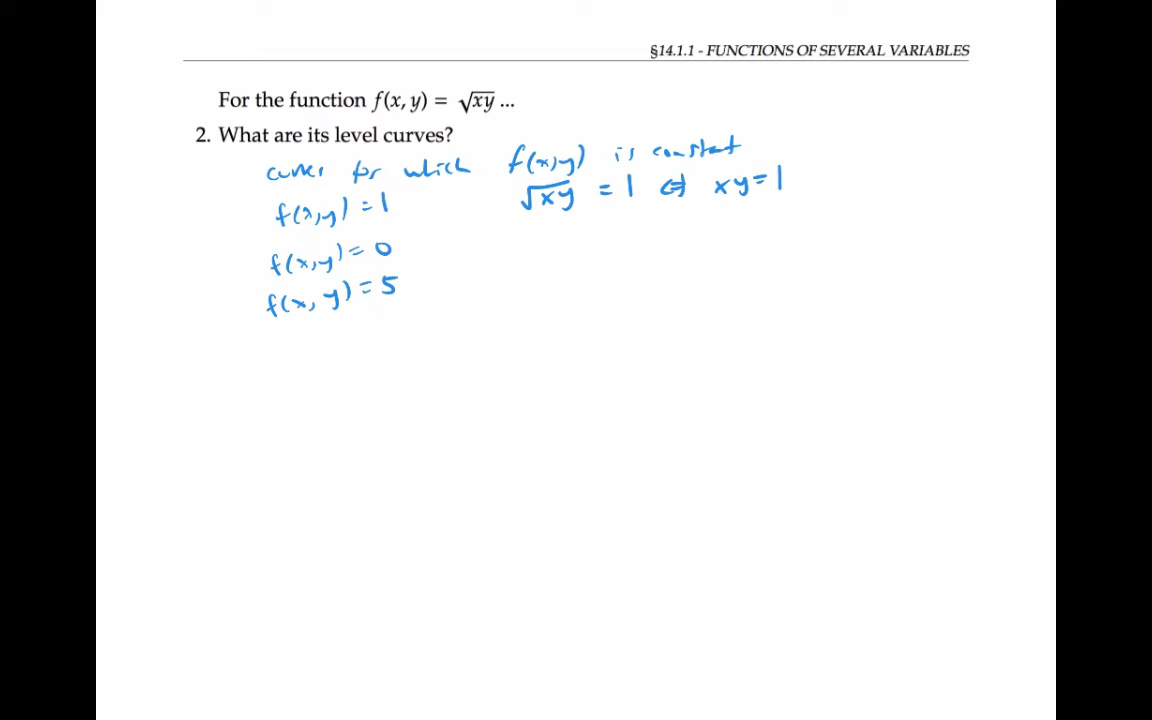 §14.1.1 - FUNCTIONS OF SEVERAL VARIABLES
For the function f(x, y) = √xy ...
2. What are its level curves?
curves for which f(x,y) is constant
f(x,y) = 1 √xy = 1 ⇔ xy = 1
f(x,y) = 0
f(x, y) = 5